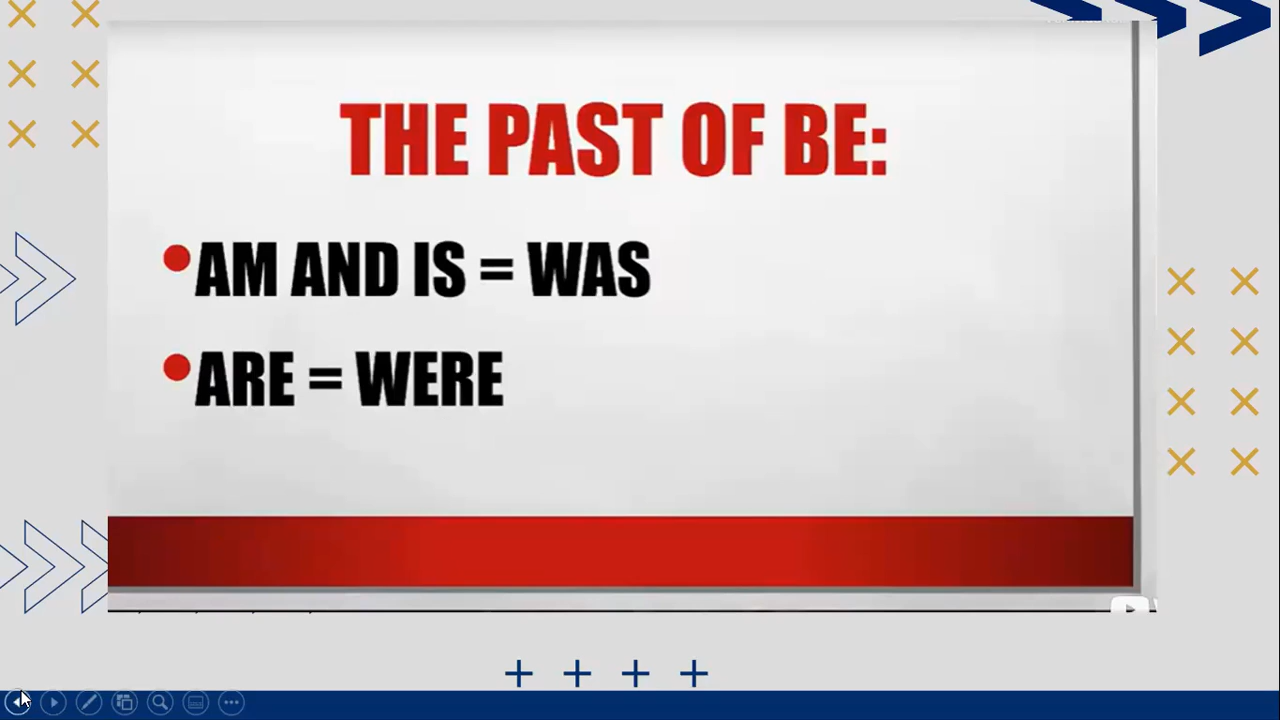 THE PAST OF BE:
AM AND IS = WAS
ARE = WERE